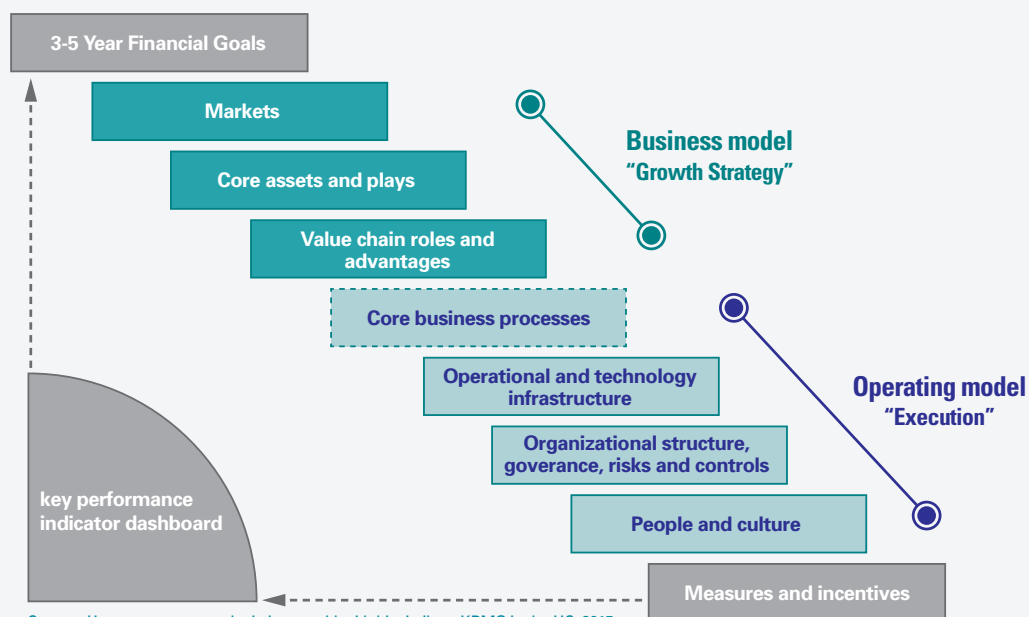 3-5 Year Financial Goals
Markets
Core assets and plays
Value chain roles and
advantages
Core business processes
Operational and technology
infrastructure
Organizational structure,
goverance, risks and controls
People and culture
Measures and incentives
Business model
“Growth Strategy”
Operating model
“Execution”
key performance
indicator dashboard